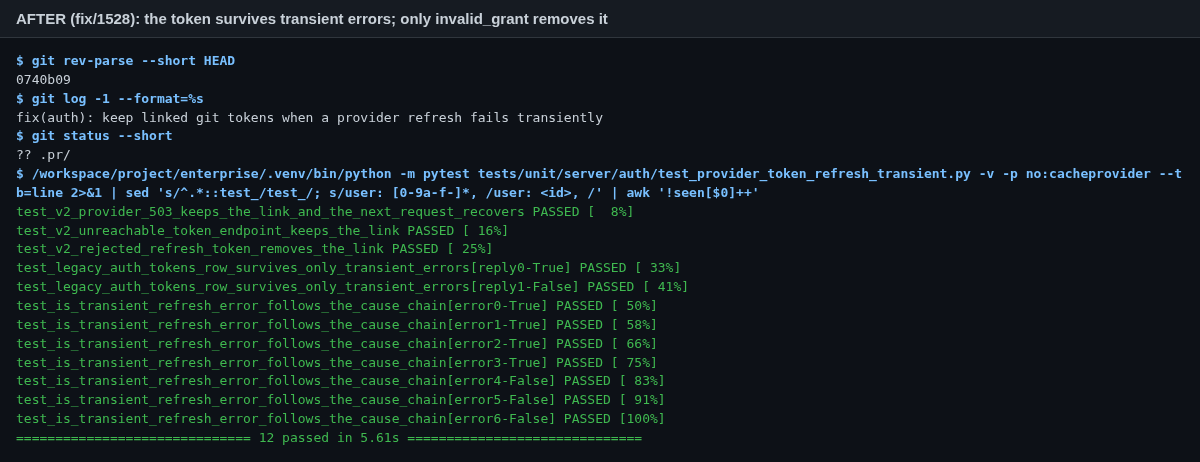 AFTER (fix/1528): the token survives transient errors; only invalid_grant removes it
$ git rev-parse --short HEAD
0740b09
$ git log -1 --format=%s
fix(auth): keep linked git tokens when a provider refresh fails transiently
$ git status --short
?? .pr/
$ /workspace/project/enterprise/.venv/bin/python -m pytest tests/unit/server/auth/test_provider_token_refresh_transient.py -v -p no:cacheprovider --t
b=line 2>&1 | sed 's/^.*::test_/test_/; s/user: [0-9a-f-]*, /user: <id>, /' | awk '!seen[$0]++'
test_v2_provider_503_keeps_the_link_and_the_next_request_recovers PASSED [  8%]
test_v2_unreachable_token_endpoint_keeps_the_link PASSED [ 16%]
test_v2_rejected_refresh_token_removes_the_link PASSED [ 25%]
test_legacy_auth_tokens_row_survives_only_transient_errors[reply0-True] PASSED [ 33%]
test_legacy_auth_tokens_row_survives_only_transient_errors[reply1-False] PASSED [ 41%]
test_is_transient_refresh_error_follows_the_cause_chain[error0-True] PASSED [ 50%]
test_is_transient_refresh_error_follows_the_cause_chain[error1-True] PASSED [ 58%]
test_is_transient_refresh_error_follows_the_cause_chain[error2-True] PASSED [ 66%]
test_is_transient_refresh_error_follows_the_cause_chain[error3-True] PASSED [ 75%]
test_is_transient_refresh_error_follows_the_cause_chain[error4-False] PASSED [ 83%]
test_is_transient_refresh_error_follows_the_cause_chain[error5-False] PASSED [ 91%]
test_is_transient_refresh_error_follows_the_cause_chain[error6-False] PASSED [100%]
============================== 12 passed in 5.61s ==============================